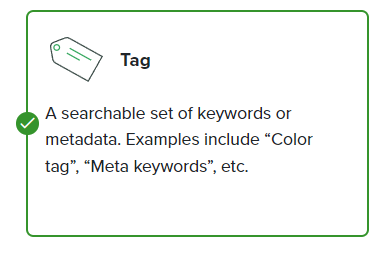 Tag
A searchable set of keywords or
metadata. Examples include “Color
tag”, “Meta keywords”, etc.